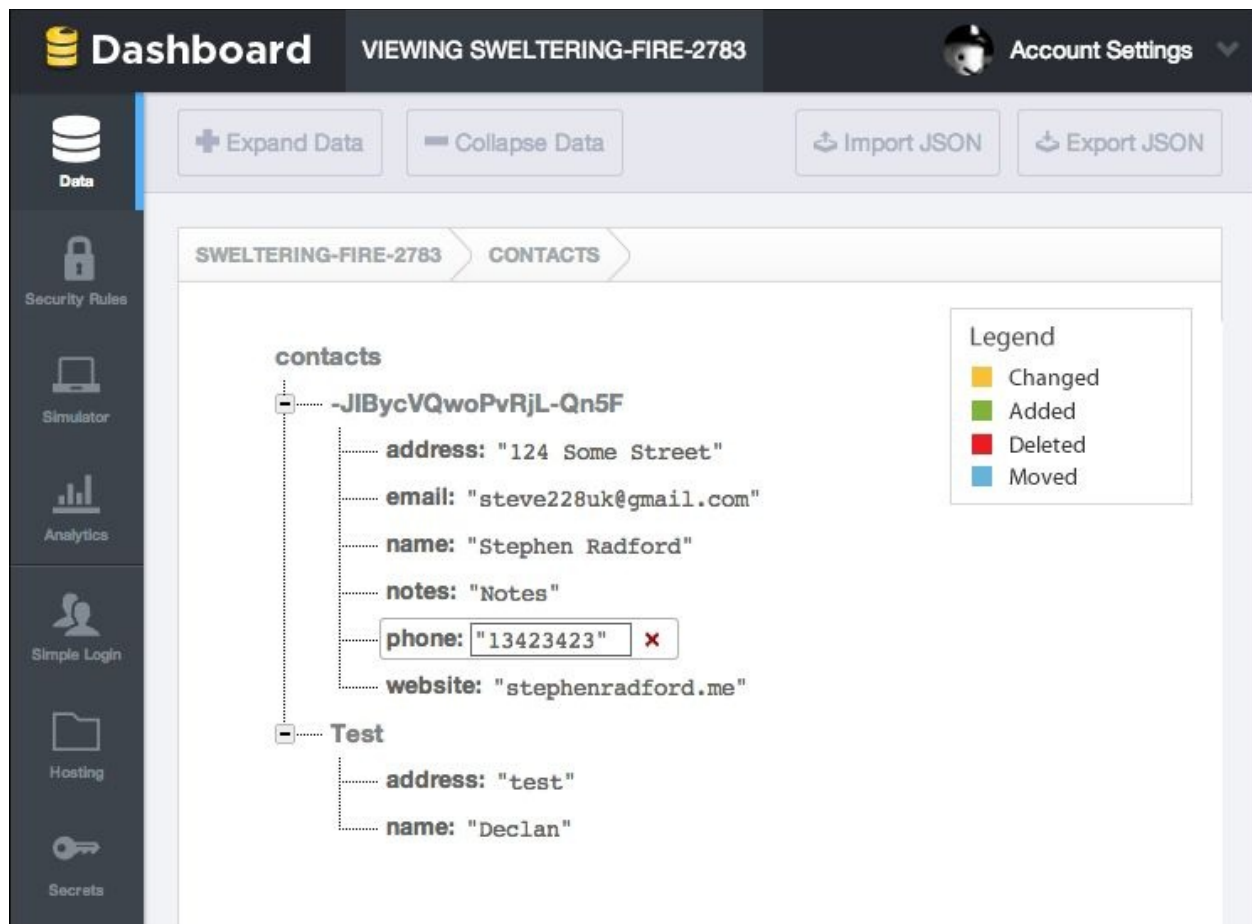 Dashboard VIEWING SWELTERING-FIRE-2783 Account Settings
Expand Data Collapse Data Import JSON Export JSON
Data
Security Rules
Simulator
Analytics
Simple Login
Hosting
Secrets
SWELTERING-FIRE-2783 CONTACTS
contacts
-JIBycVQwoPvRjL-Qn5F
address: "124 Some Street"
email: "steve228uk@gmail.com"
name: "Stephen Radford"
notes: "Notes"
phone: "13423423"
website: "stephenradford.me"
Test
address: "test"
name: "Declan"
Legend
Changed
Added
Deleted
Moved